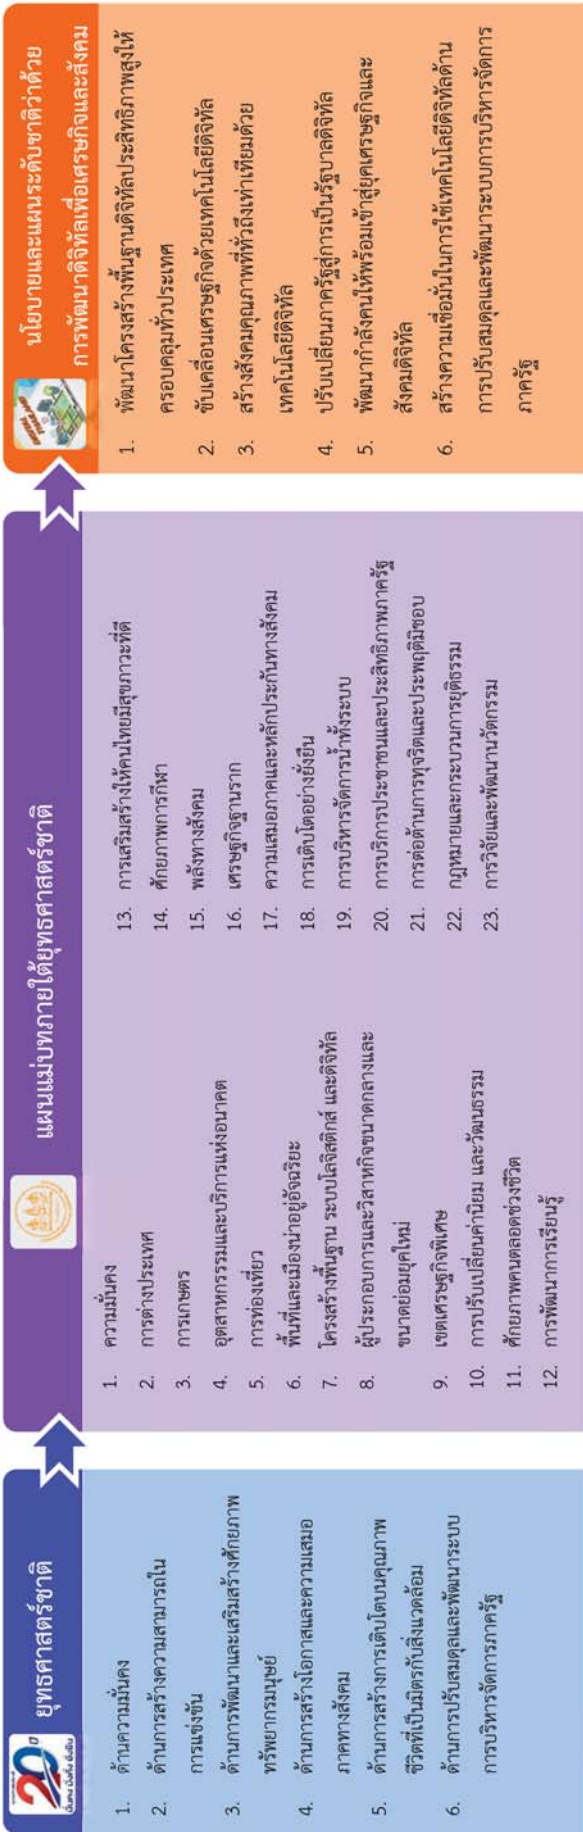 ยุทธศาสตร์ชาติ
1. ด้านความมั่นคง
2. ด้านการสร้างความสามารถใน
การแข่งขัน
3. ด้านการพัฒนาและเสริมสร้างศักยภาพ
ทรัพยากรมนุษย์
4. ด้านการสร้างโอกาสและความเสมอ
ภาคทางสังคม
5. ด้านการสร้างการเติบโตบนคุณภาพ
ชีวิตที่เป็นมิตรกับสิ่งแวดล้อม
6. ด้านการปรับสมดุลและพัฒนาระบบ
การบริหารจัดการภาครัฐ
แผนแม่บทภายใต้ยุทธศาสตร์ชาติ
1. ความมั่นคง
2. การต่างประเทศ
3. การเกษตร
4. อุตสาหกรรมและบริการแห่งอนาคต
5. การท่องเที่ยว
6. พื้นที่และเมืองน่าอยู่อัจฉริยะ
7. โครงสร้างพื้นฐาน ระบบโลจิสติกส์ และดิจิทัล
8. ผู้ประกอบการและวิสาหกิจขนาดกลางและ
ขนาดย่อมยุคใหม่
9. เขตเศรษฐกิจพิเศษ
10. การปรับเปลี่ยนค่านิยม และวัฒนธรรม
11. ศักยภาพคนตลอดช่วงชีวิต
12. การพัฒนาการเรียนรู้
13. การเสริมสร้างให้คนไทยมีสุขภาวะที่ดี
14. ศักยภาพการกีฬา
15. พลังทางสังคม
16. เศรษฐกิจฐานราก
17. ความเสมอภาคและหลักประกันทางสังคม
18. การเติบโตอย่างยั่งยืน
19. การบริหารจัดการน้ำทั้งระบบ
20. การบริการประชาชนและประสิทธิภาพภาครัฐ
21. การต่อต้านการทุจริตและประพฤติมิชอบ
22. กฎหมายและกระบวนการยุติธรรม
23. การวิจัยและพัฒนานวัตกรรม
นโยบายและแผนระดับชาติว่าด้วย
การพัฒนาดิจิทัลเพื่อเศรษฐกิจและสังคม
1. พัฒนาโครงสร้างพื้นฐานดิจิทัลประสิทธิภาพสูงให้
ครอบคลุมทั่วประเทศ
2. ขับเคลื่อนเศรษฐกิจด้วยเทคโนโลยีดิจิทัล
3. สร้างสังคมคุณภาพที่ทั่วถึงเท่าเทียมด้วย
เทคโนโลยีดิจิทัล
4. ปรับเปลี่ยนภาครัฐสู่การเป็นรัฐบาลดิจิทัล
5. พัฒนากำลังคนให้พร้อมเข้าสู่ยุคเศรษฐกิจและ
สังคมดิจิทัล
6. สร้างความเชื่อมั่นในการใช้เทคโนโลยีดิจิทัลด้าน
การปรับสมดุลและพัฒนาระบบการบริหารจัดการ
ภาครัฐ